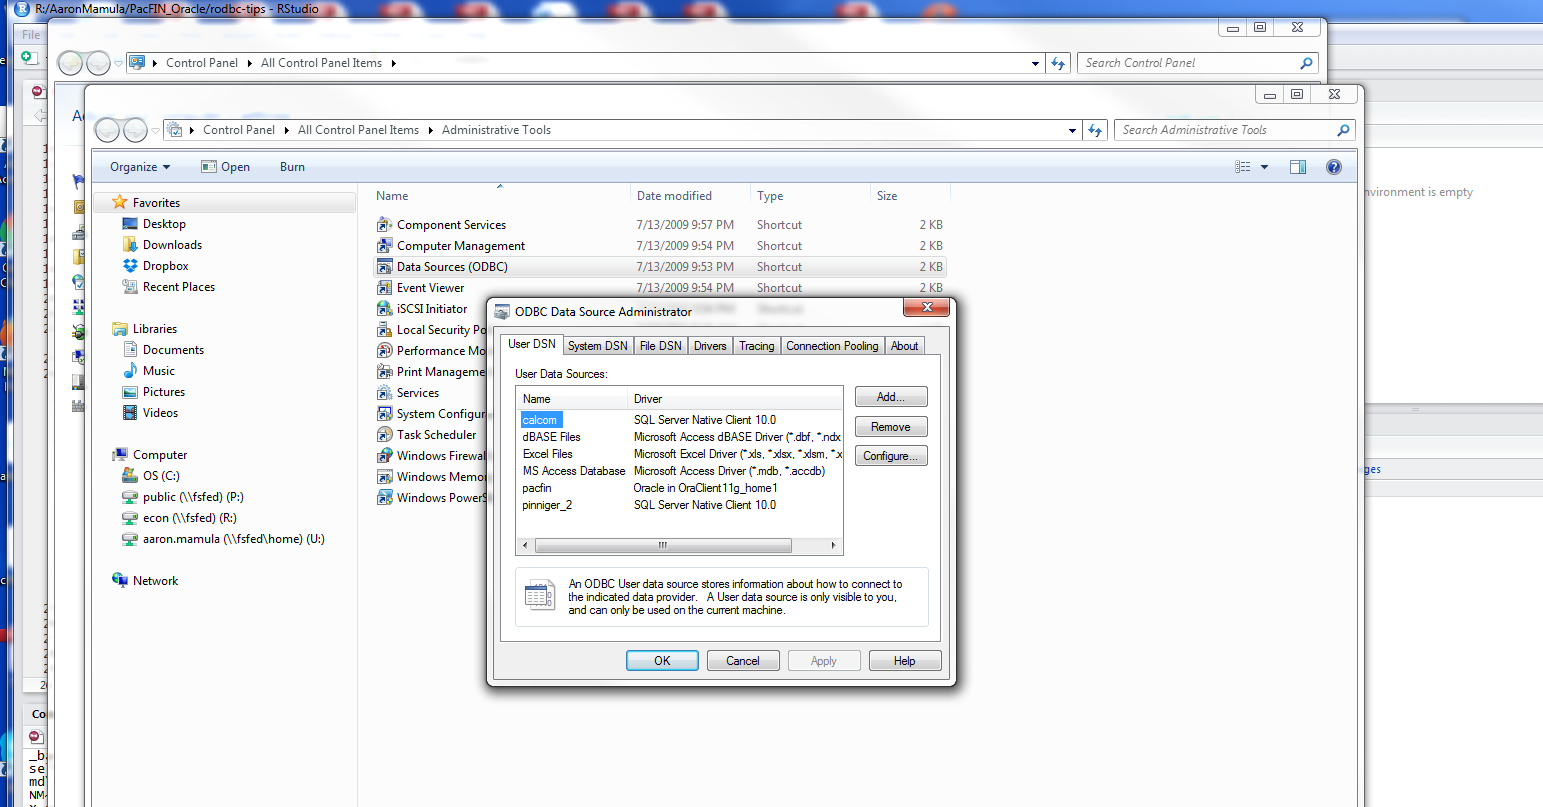 R:/AaronMamula/PacFIN_Oracle/rodbc-tips - RStudio
File
Control Panel All Control Panel Items
Search Control Panel
Control Panel All Control Panel Items Administrative Tools
Search Administrative Tools
Organize Open Burn
nvironment is empty
Name Date modified Type Size
Favorites
Desktop
Downloads
Dropbox
Recent Places
Libraries
Documents
Music
Pictures
Videos
Computer
OS (C:)
public (\\fsfed) (P:)
econ (\\fsfed) (R:)
aaron.mamula (\\fsfed\home) (U:)
Network
Component Services 7/13/2009 9:57 PM Shortcut 2 KB
Computer Management 7/13/2009 9:54 PM Shortcut 2 KB
Data Sources (ODBC) 7/13/2009 9:53 PM Shortcut 2 KB
Event Viewer 7/13/2009 9:54 PM Shortcut 2 KB
iSCSI Initiator
Local Security Po
Performance Mo
Print Manageme
Services
System Configur
Task Scheduler
Windows Firewal
Windows Memor
Windows PowerS
ODBC Data Source Administrator
User DSN System DSN File DSN Drivers Tracing Connection Pooling About
User Data Sources:
Name Driver
calcom SQL Server Native Client 10.0
dBASE Files Microsoft Access dBASE Driver (*.dbf, *.ndx
Excel Files Microsoft Excel Driver (*.xls, *.xlsx, *.xlsm, *.x
MS Access Database Microsoft Access Driver (*.mdb, *.accdb)
pacfin Oracle in OraClient11g_home1
pinniger_2 SQL Server Native Client 10.0
Add...
Remove
Configure...
An ODBC User data source stores information about how to connect to
the indicated data provider. A User data source is only visible to you,
and can only be used on the current machine.
OK Cancel Apply Help
ges
Co
_ba
se
md
NM